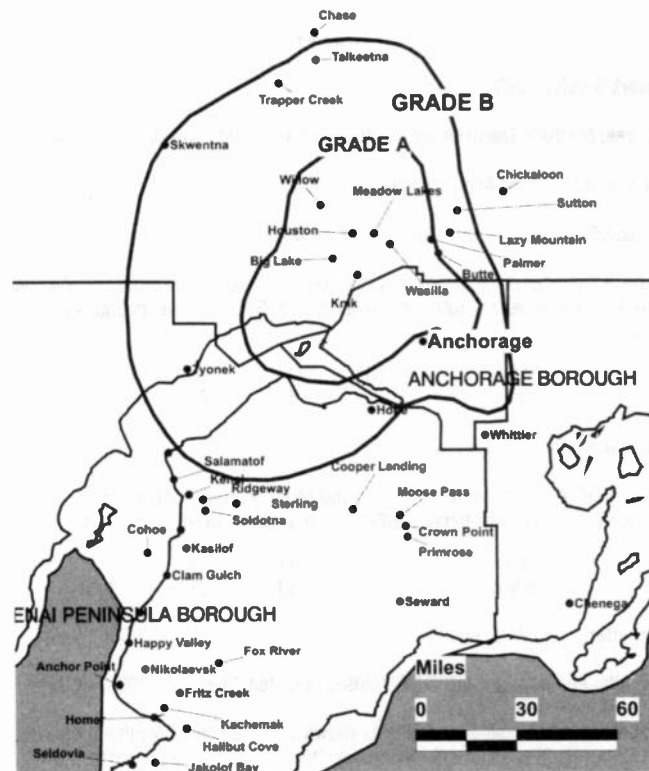 Chase
Talkeetna
Trapper Creek
GRADE B
Skwentna
GRADE A
Willow
Meadow Lakes
Chickaloon
Sutton
Houston
Lazy Mountain
Big Lake
Palmer
Wasilla
Butte
Knik
Anchorage
Tyonek
ANCHORAGE BOROUGH
Hope
Whittier
Salamatof
Cooper Landing
Kenai
Ridgeway
Moose Pass
Sterling
Soldotna
Crown Point
Cohoe
Primrose
Kasilof
Clam Gulch
Seward
Chenega
ENAI PENINSULA BOROUGH
Happy Valley
Fox River
Anchor Point
Nikolaevsk
Miles
Fritz Creek
0 30 60
Home
Kachemak
Halibut Cove
Seldovia
Jakolof Bay